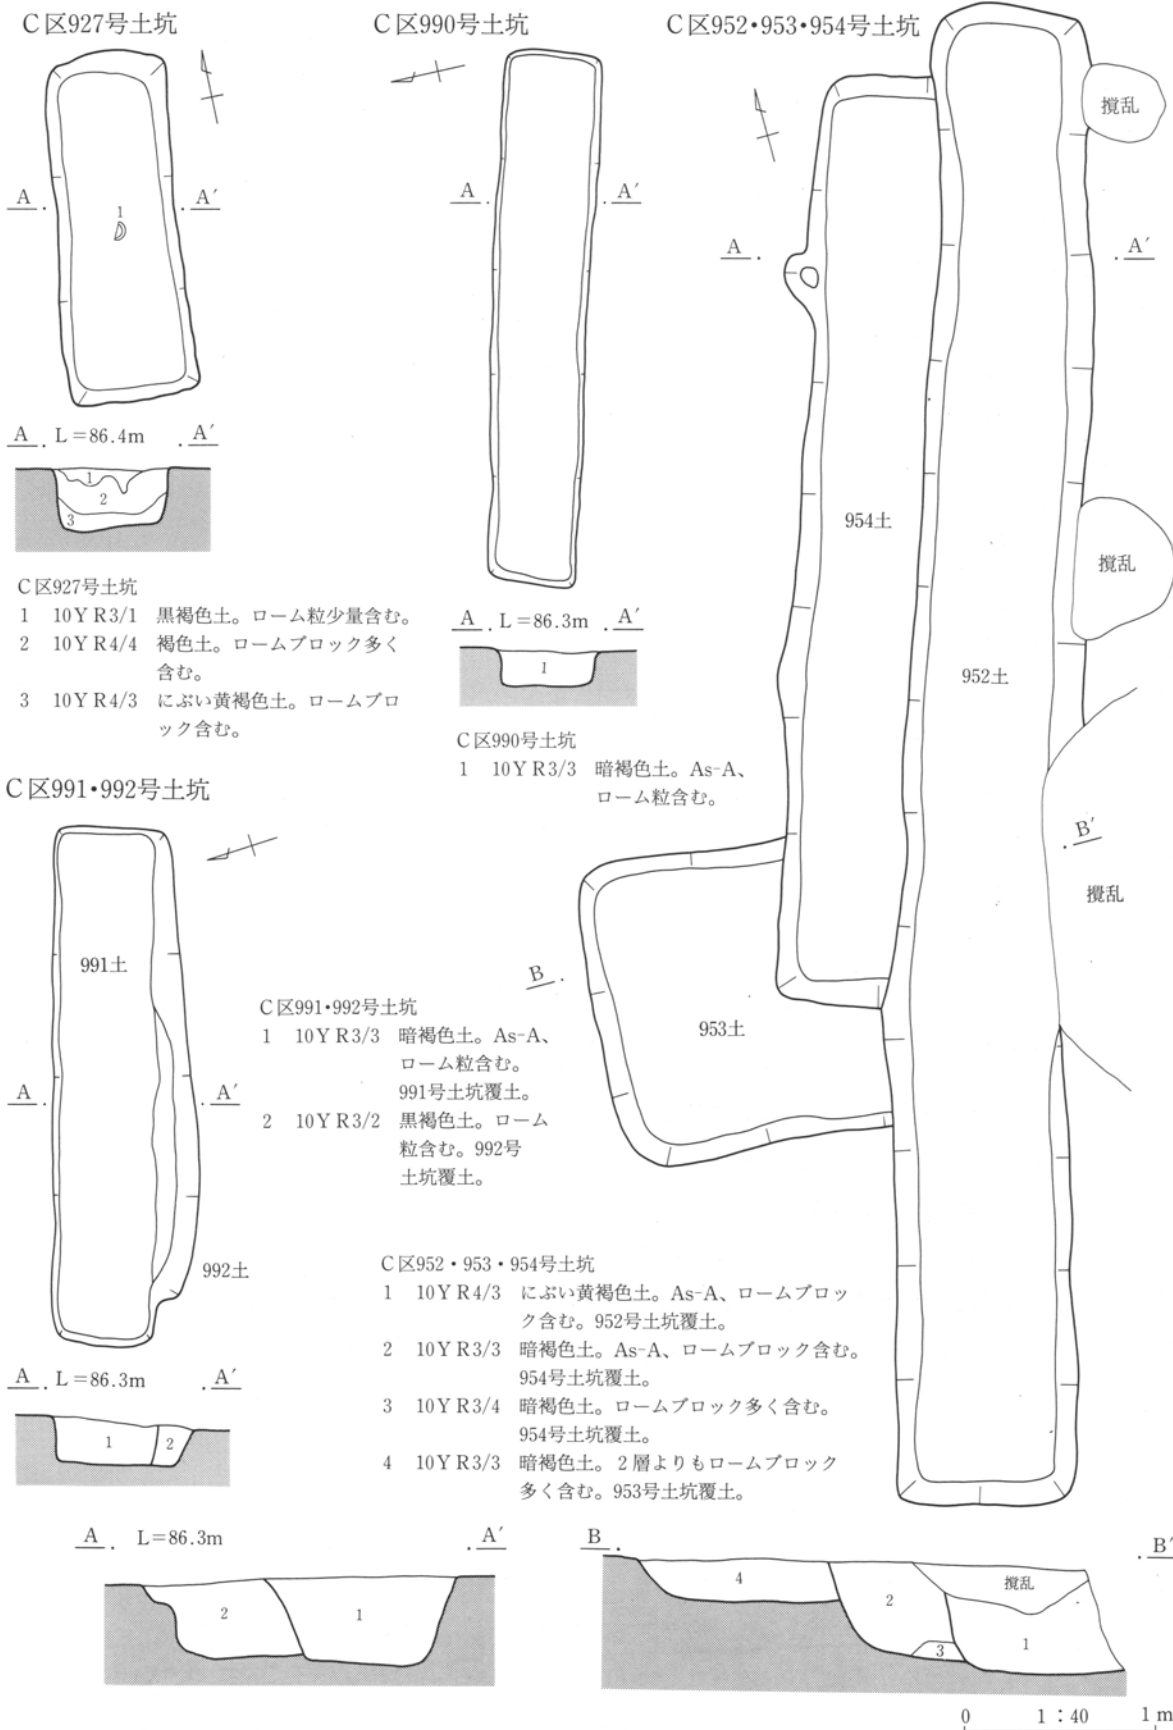 C区927号土坑
A
A′
1
A
L=86.4m
A′
1
2
3
C区927号土坑
1 10YR3/1 黒褐色土。ローム粒少量含む。
2 10YR4/4 褐色土。ロームブロック多く
含む。
3 10YR4/3 にぶい黄褐色土。ロームブロ
ック含む。
C区990号土坑
A
A′
A
L=86.3m
A′
1
C区990号土坑
1 10YR3/3 暗褐色土。As-A、
ローム粒含む。
C区952・953・954号土坑
撹乱
A
A′
954土
撹乱
952土
B′
撹乱
B
953土
C区991・992号土坑
991土
A
A′
992土
A
L=86.3m
A′
1
2
C区991・992号土坑
1 10YR3/3 暗褐色土。As-A、
ローム粒含む。
991号土坑覆土。
2 10YR3/2 黒褐色土。ローム
粒含む。992号
土坑覆土。
C区952・953・954号土坑
1 10YR4/3 にぶい黄褐色土。As-A、ロームブロッ
ク含む。952号土坑覆土。
2 10YR3/3 暗褐色土。As-A、ロームブロック含む。
954号土坑覆土。
3 10YR3/4 暗褐色土。ロームブロック多く含む。
954号土坑覆土。
4 10YR3/3 暗褐色土。2層よりもロームブロック
多く含む。953号土坑覆土。
A
L=86.3m
A′
2
1
B
B′
4
2
撹乱
3
1
0 1:40 1m